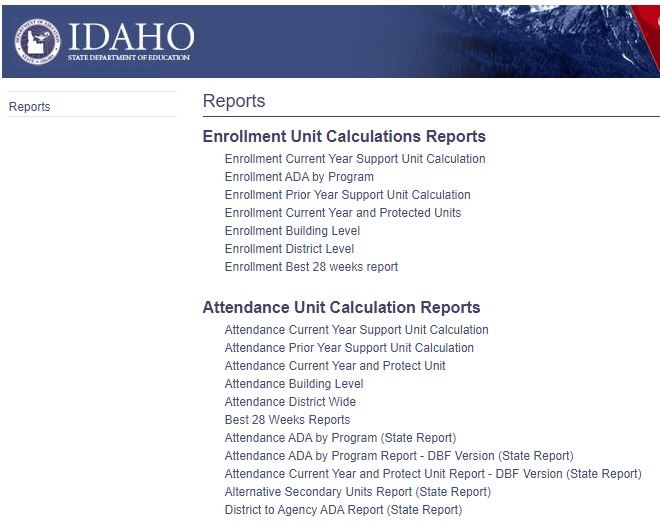 IDAHO
STATE DEPARTMENT OF EDUCATION
Reports
Reports
Enrollment Unit Calculations Reports
Enrollment Current Year Support Unit Calculation
Enrollment ADA by Program
Enrollment Prior Year Support Unit Calculation
Enrollment Current Year and Protected Units
Enrollment Building Level
Enrollment District Level
Enrollment Best 28 weeks report
Attendance Unit Calculation Reports
Attendance Current Year Support Unit Calculation
Attendance Prior Year Support Unit Calculation
Attendance Current Year and Protect Unit
Attendance Building Level
Attendance District Wide
Best 28 Weeks Reports
Attendance ADA by Program (State Report)
Attendance ADA by Program Report - DBF Version (State Report)
Attendance Current Year and Protect Unit Report - DBF Version (State Report)
Alternative Secondary Units Report (State Report)
District to Agency ADA Report (State Report)